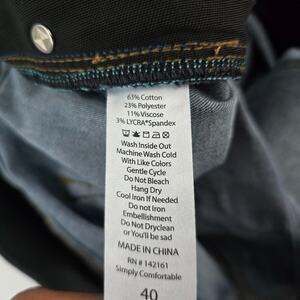 63% Cotton
23% Polyester
11% Viscose
3% LYCRA®Spandex
Wash Inside Out
Machine Wash Cold
With Like Colors
Gentle Cycle
Do Not Bleach
Hang Dry
Cool Iron If Needed
Do not Iron
Embellishment
Do Not Dryclean
or You'll be sad
MADE IN CHINA
RN # 142161
Simply Comfortable
40